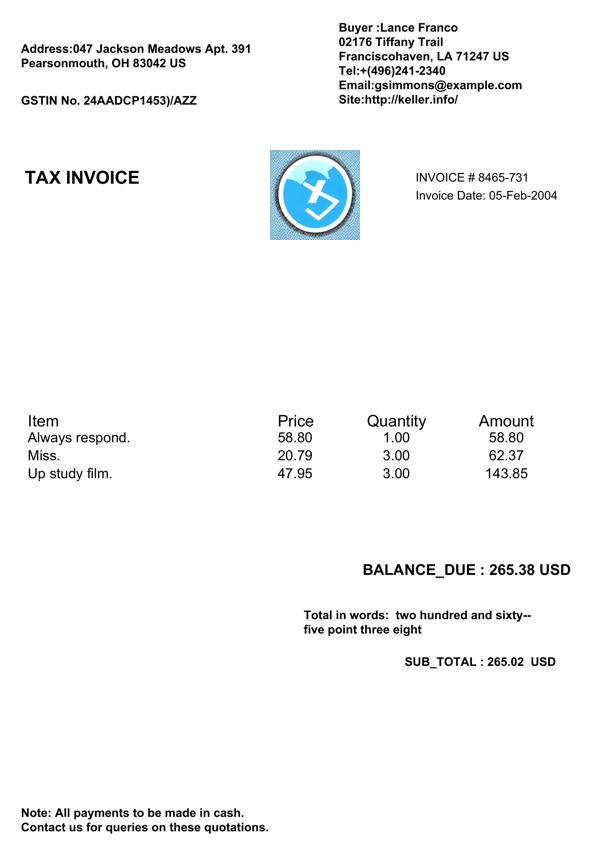 Address:047 Jackson Meadows Apt. 391
Pearsonmouth, OH 83042 US
GSTIN No. 24AADCP1453)/AZZ
Buyer :Lance Franco
02176 Tiffany Trail
Franciscohaven, LA 71247 US
Tel:+(496)241-2340
Email:gsimmons@example.com
Site:http://keller.info/
TAX INVOICE
INVOICE # 8465-731
Invoice Date: 05-Feb-2004
Item Price Quantity Amount
Always respond. 58.80 1.00 58.80
Miss. 20.79 3.00 62.37
Up study film. 47.95 3.00 143.85
BALANCE_DUE : 265.38 USD
Total in words:  two hundred and sixty--
five point three eight
SUB_TOTAL : 265.02  USD
Note: All payments to be made in cash.
Contact us for queries on these quotations.